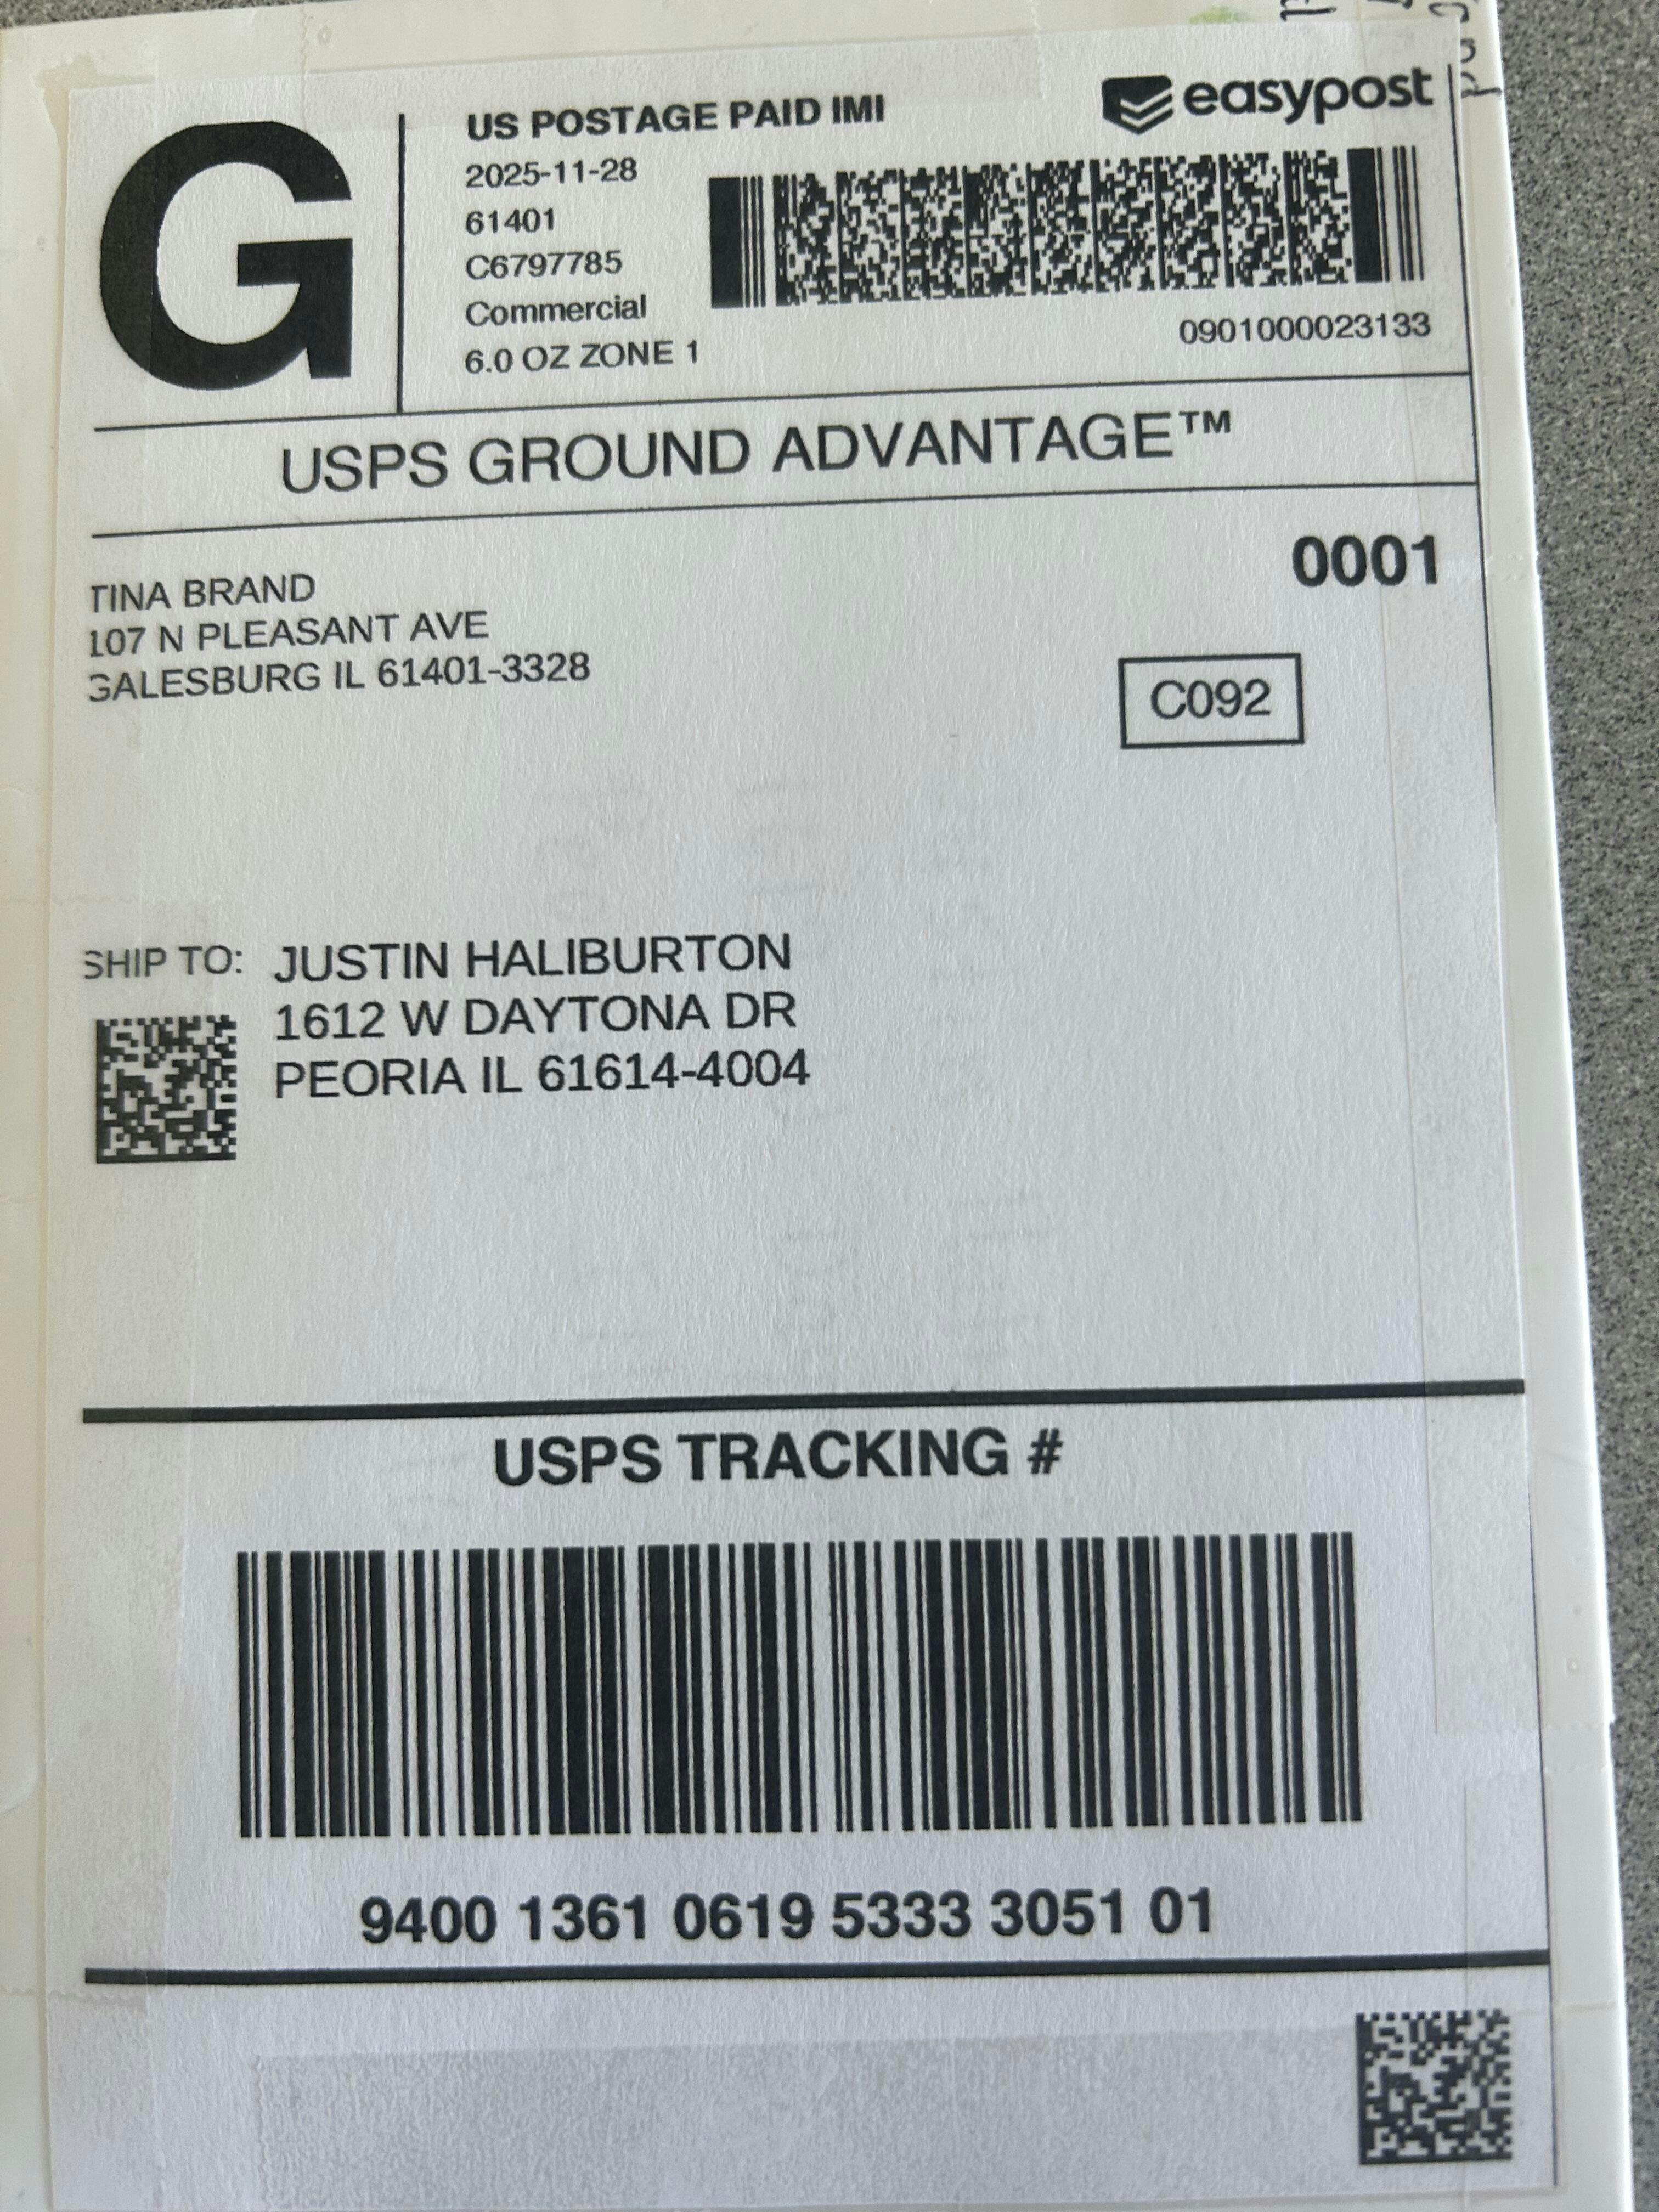 G
US POSTAGE PAID IMI
easypost
2025-11-28
61401
C6797785
Commercial
6.0 OZ ZONE 1
0901000023133
USPS GROUND ADVANTAGE™
0001
TINA BRAND
107 N PLEASANT AVE
GALESBURG IL 61401-3328
C092
SHIP TO:
JUSTIN HALIBURTON
1612 W DAYTONA DR
PEORIA IL 61614-4004
USPS TRACKING #
9400 1361 0619 5333 3051 01